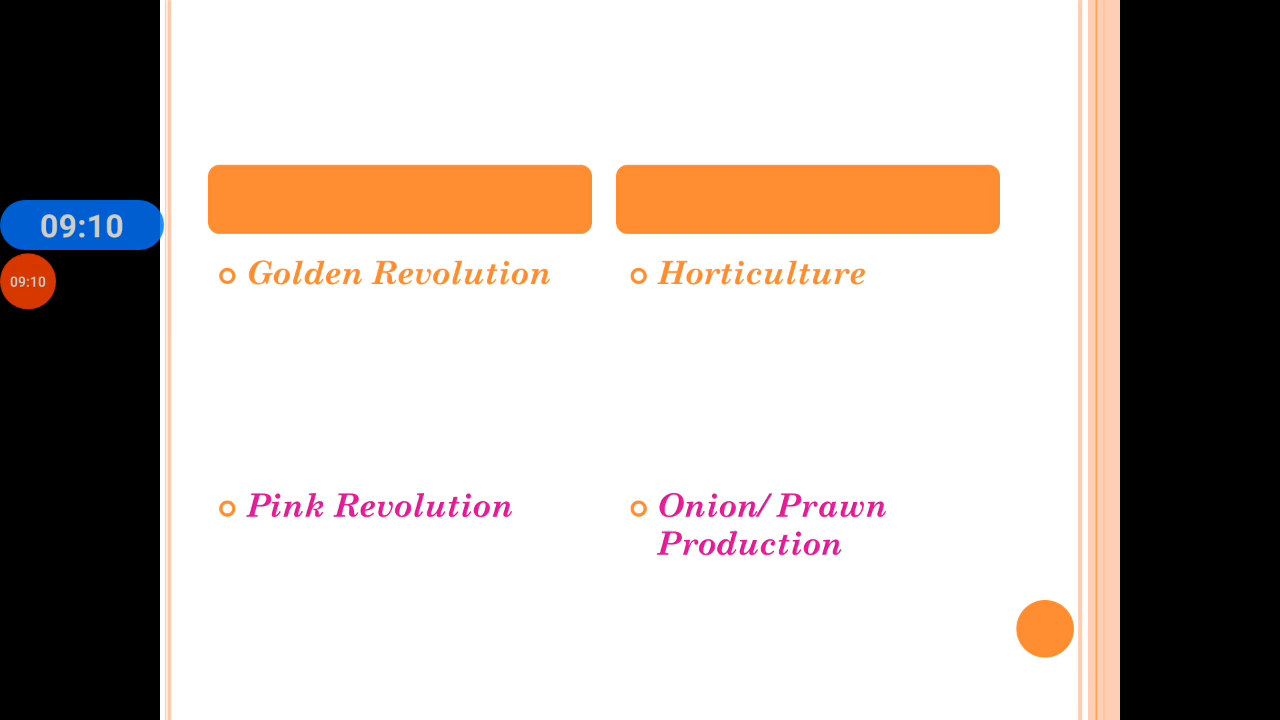 09:10
09:10
Golden Revolution
Horticulture
Pink Revolution
Onion/ Prawn
Production